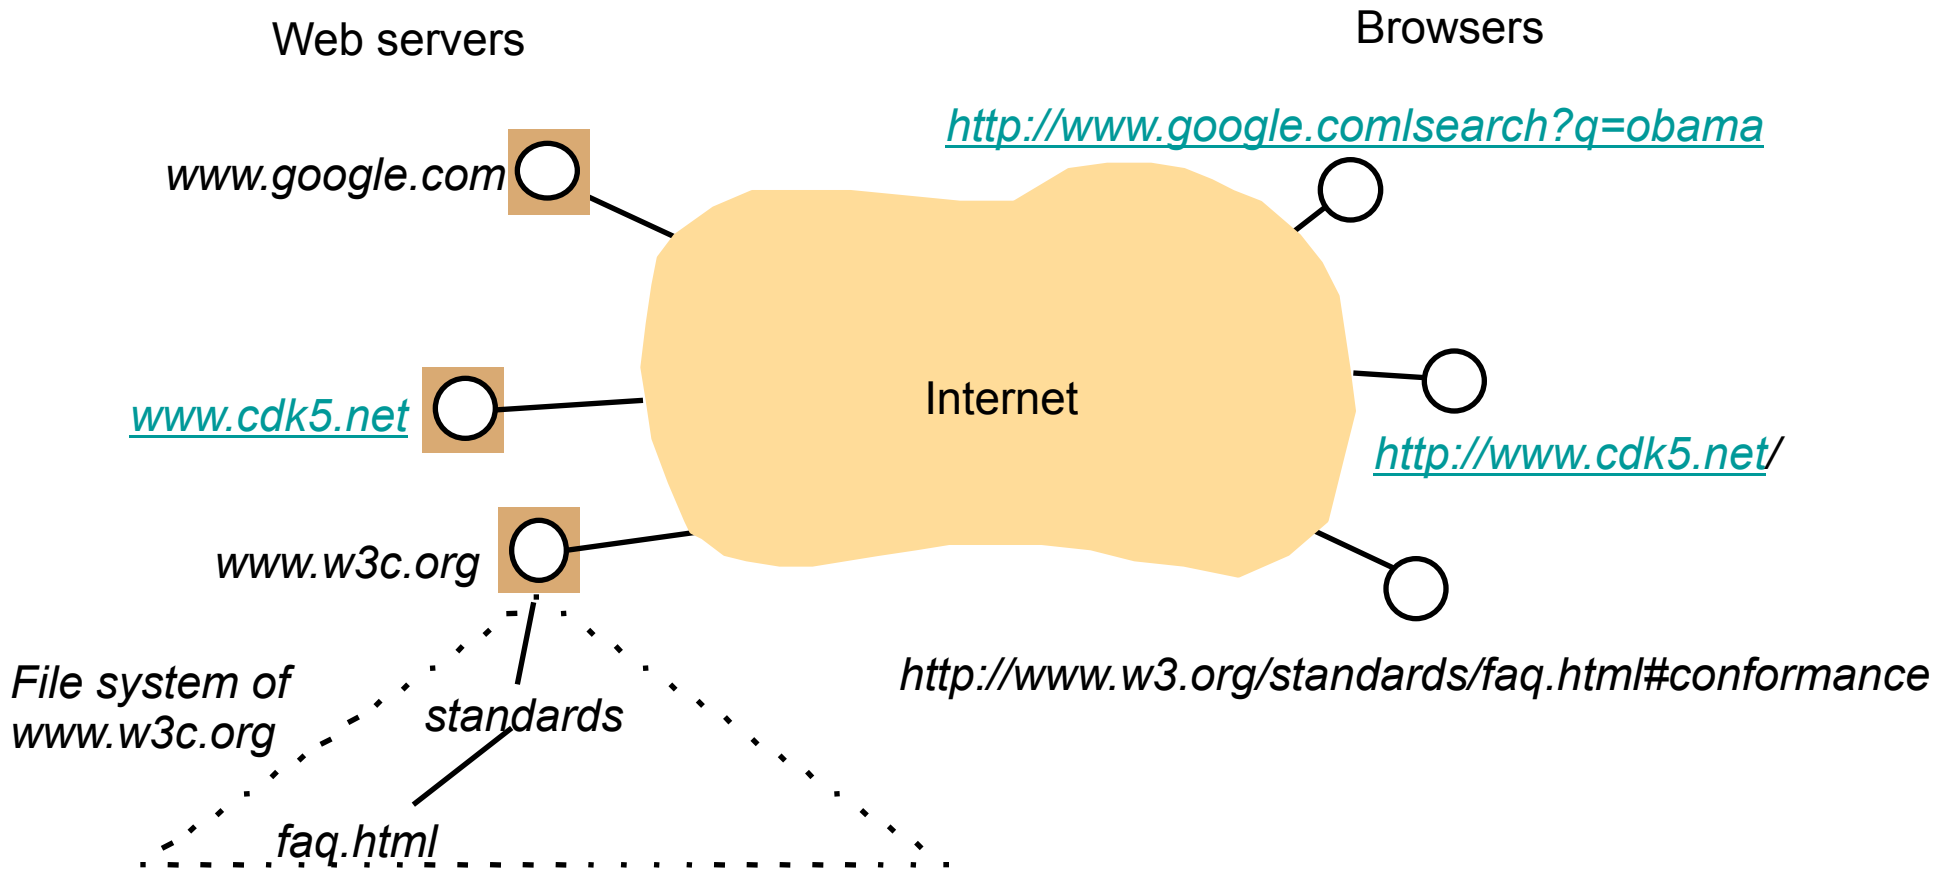 Web servers
Browsers
http://www.google.comlsearch?q=obama
www.google.com
Internet
www.cdk5.net
http://www.cdk5.net/
www.w3c.org
File system of
www.w3c.org
standards
http://www.w3.org/standards/faq.html#conformance
faq.html